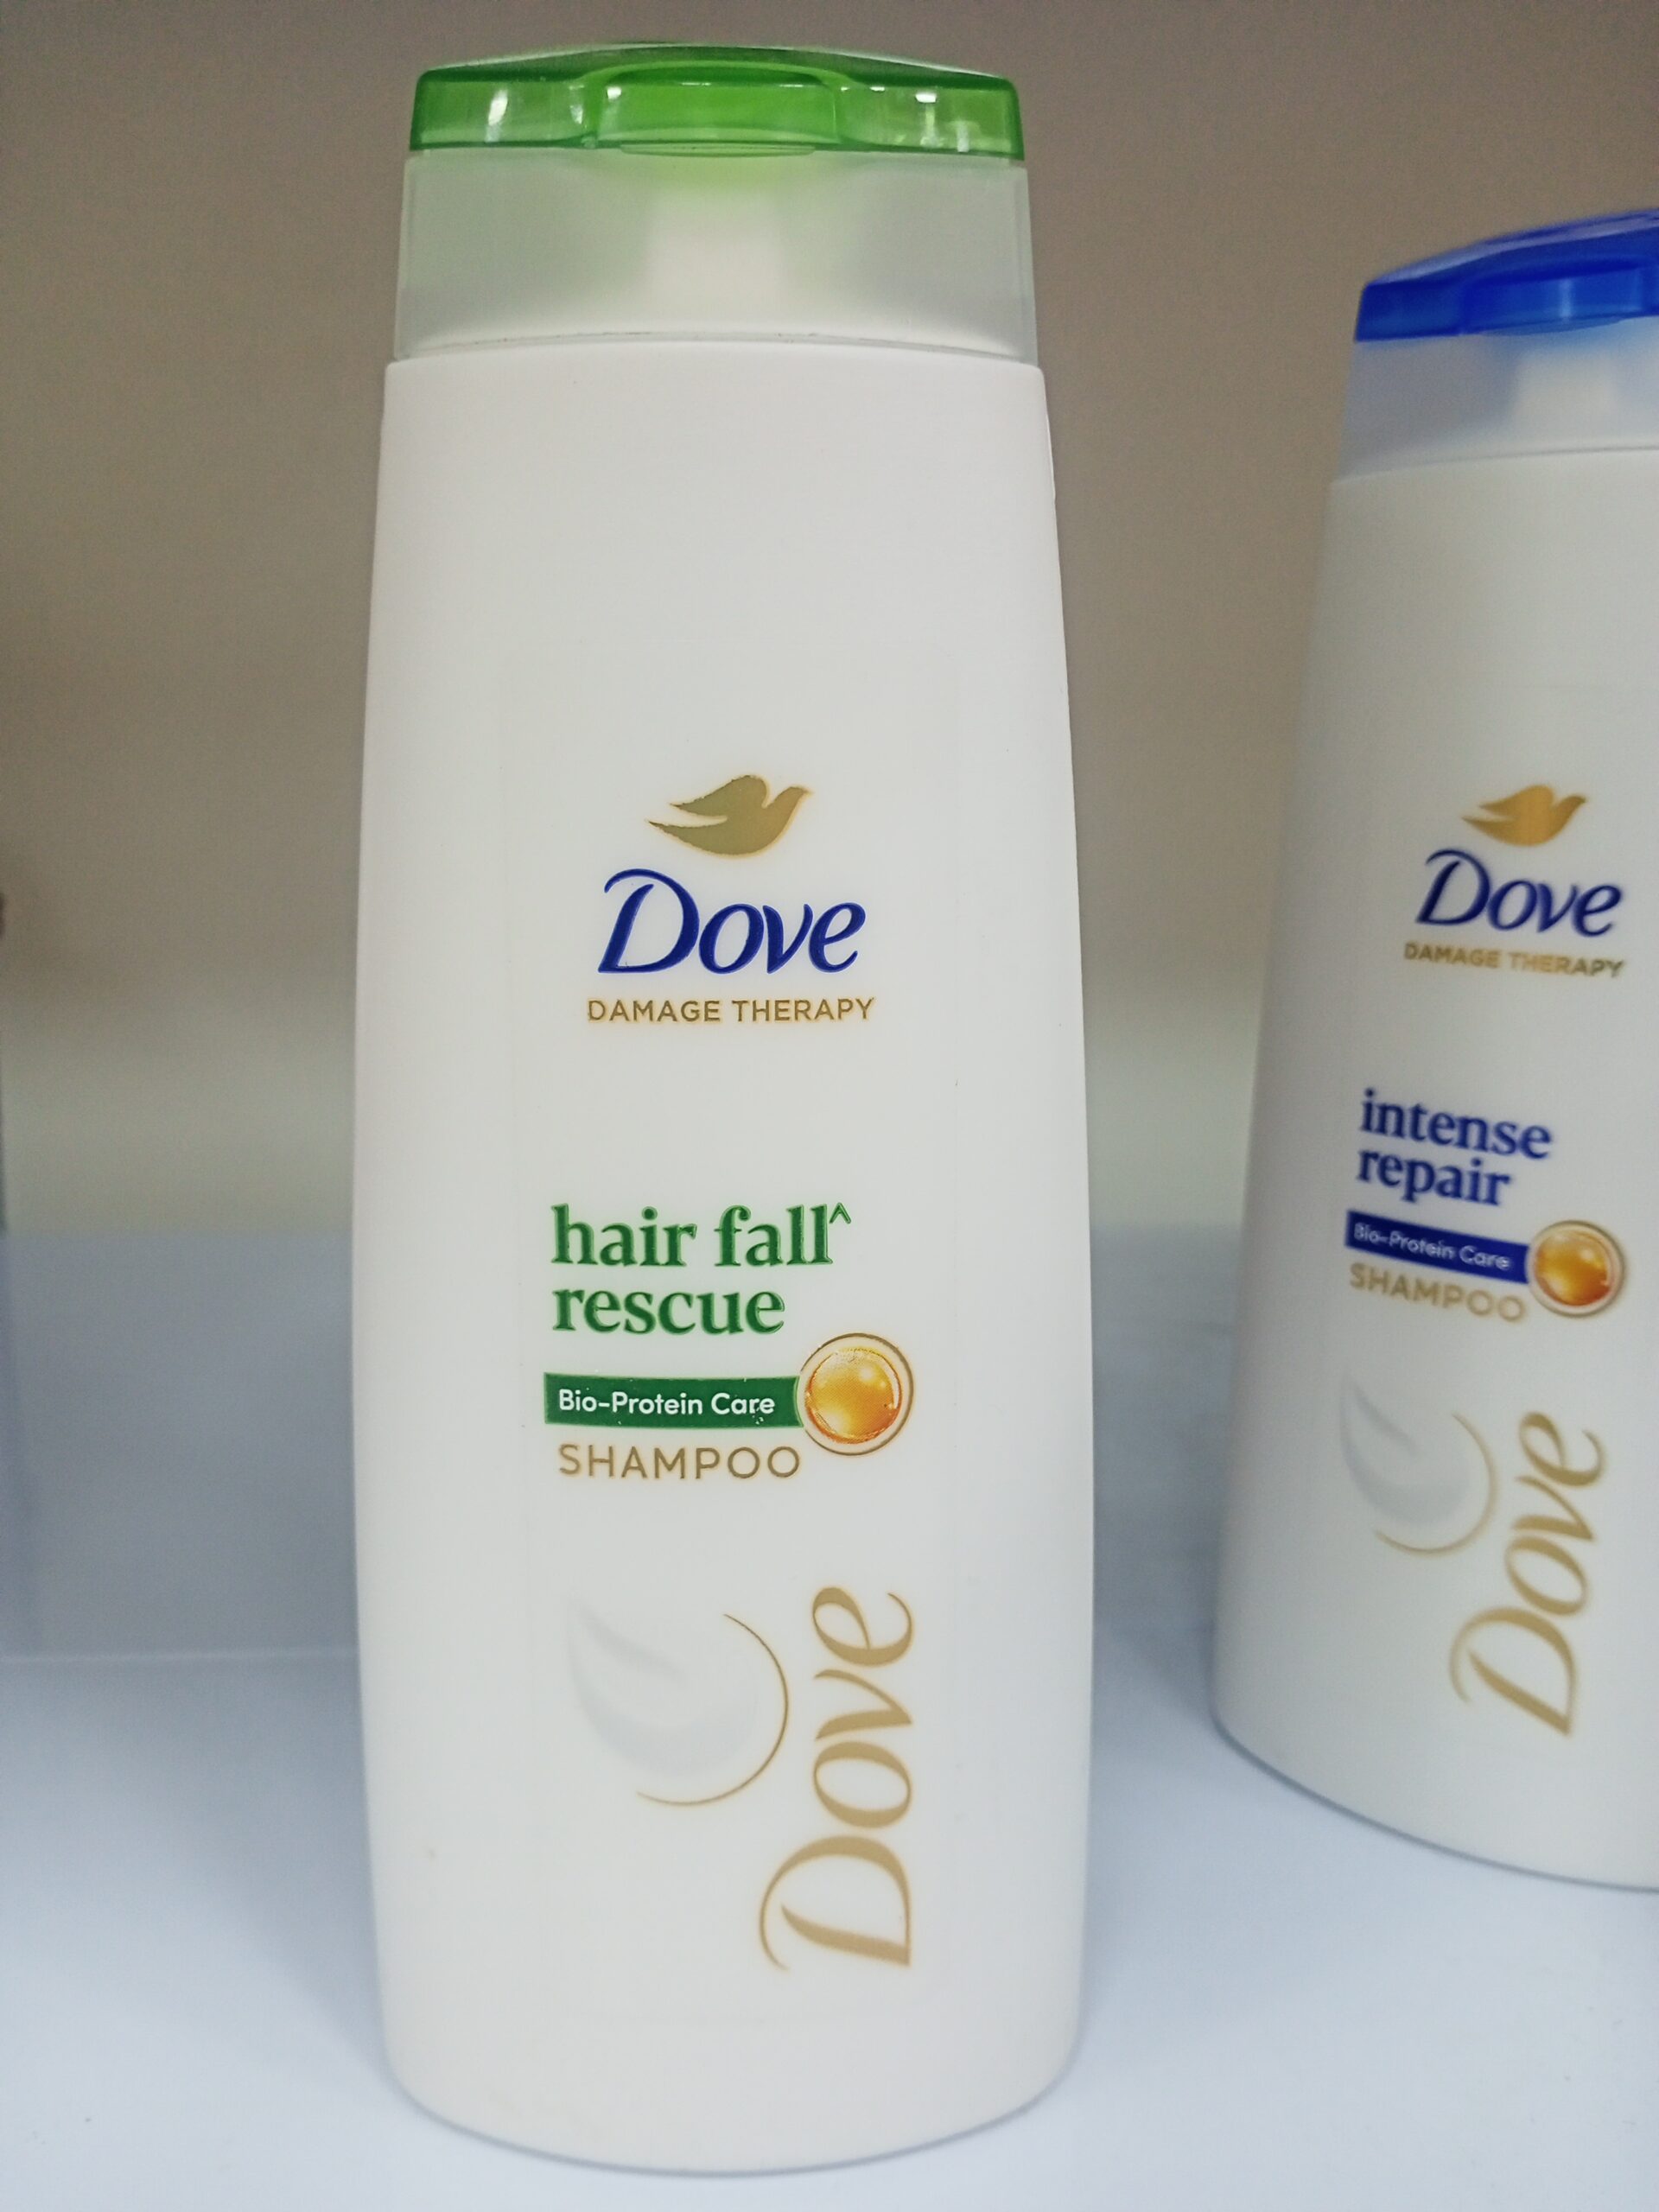 Dove
DAMAGE THERAPY
hair fall^
rescue
Bio-Protein Care
SHAMPOO
Dove
Dove
DAMAGE THERAPY
intense
repair
Bio-Protein Care
SHAMPOO
Dove